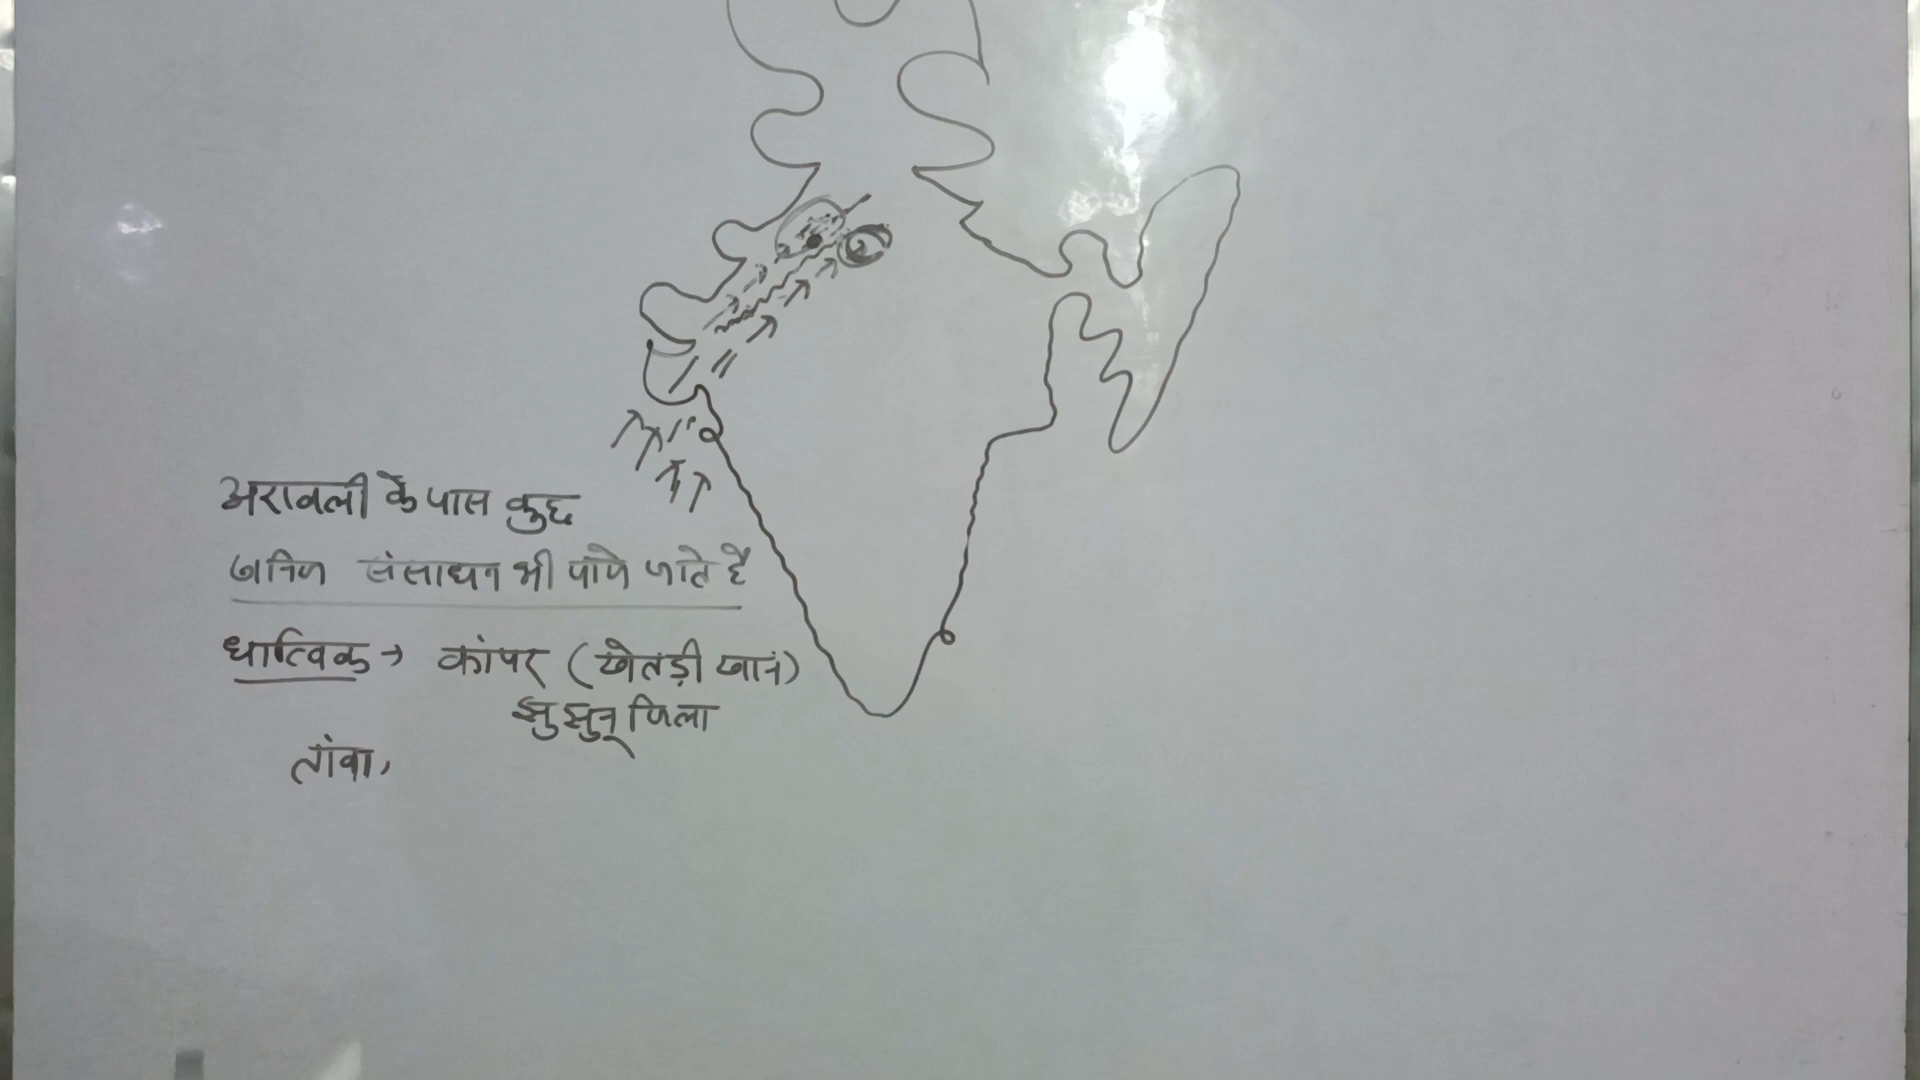 अरावली के पास कुछ
खनिज संसाधन भी पाये जाते है
धात्विक → कांपर (खेतड़ी खान)
झुझुनू जिला
तांबा,